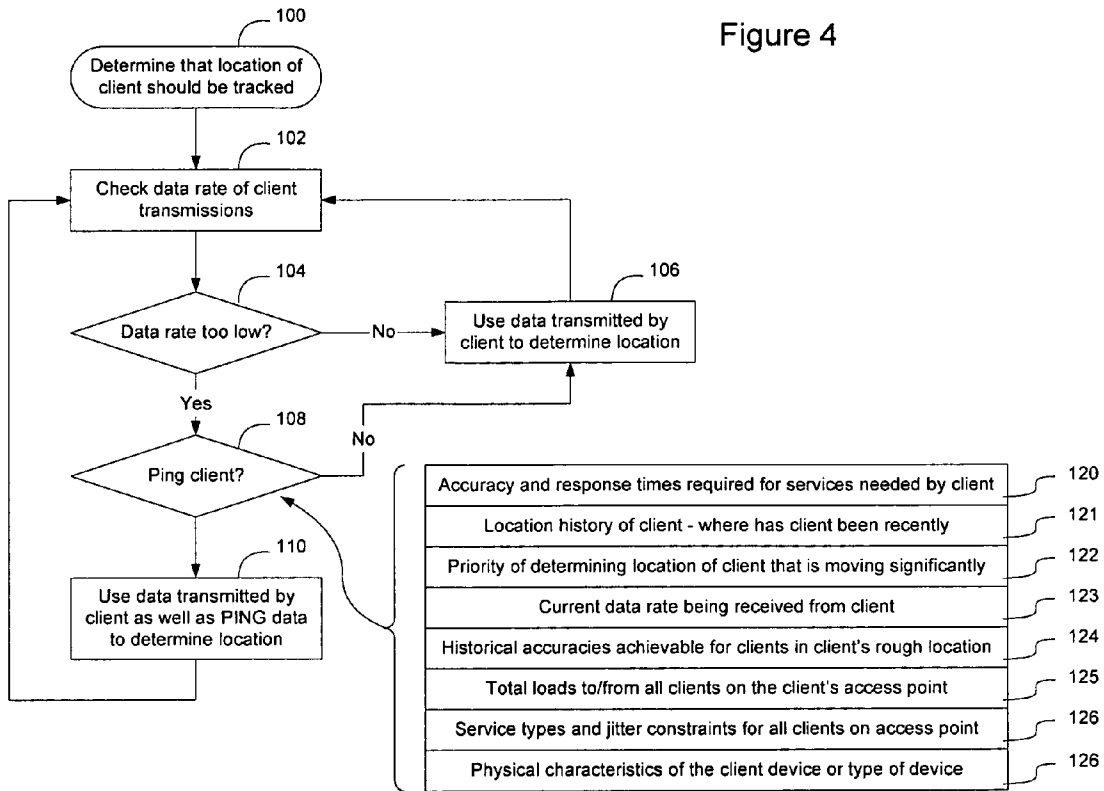 Figure 4
100
Determine that location of
client should be tracked
102
Check data rate of client
transmissions
104
Data rate too low?
No
106
Use data transmitted by
client to determine location
Yes
108
Ping client?
No
110
Use data transmitted by
client as well as PING data
to determine location
Accuracy and response times required for services needed by client
120
Location history of client - where has client been recently
121
Priority of determining location of client that is moving significantly
122
Current data rate being received from client
123
Historical accuracies achievable for clients in client's rough location
124
Total loads to/from all clients on the client's access point
125
Service types and jitter constraints for all clients on access point
126
Physical characteristics of the client device or type of device
126